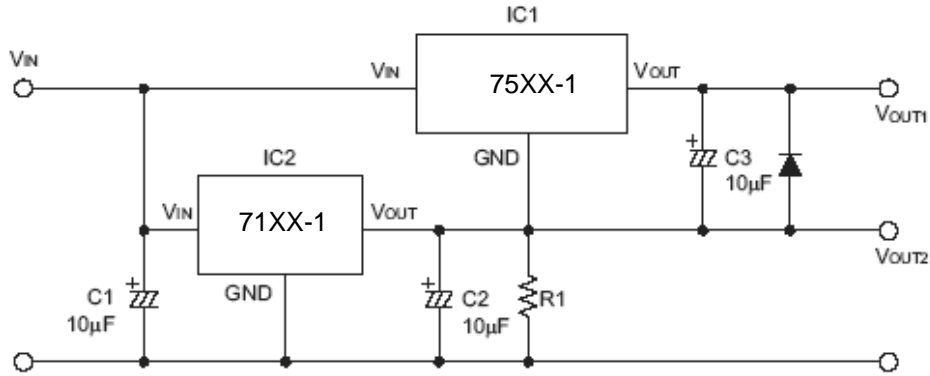 IC1
VIN
VIN
75XX-1
VOUT
VOUT1
GND
C3
10μF
IC2
VIN
71XX-1
VOUT
VOUT2
GND
C1
10μF
C2
10μF
R1